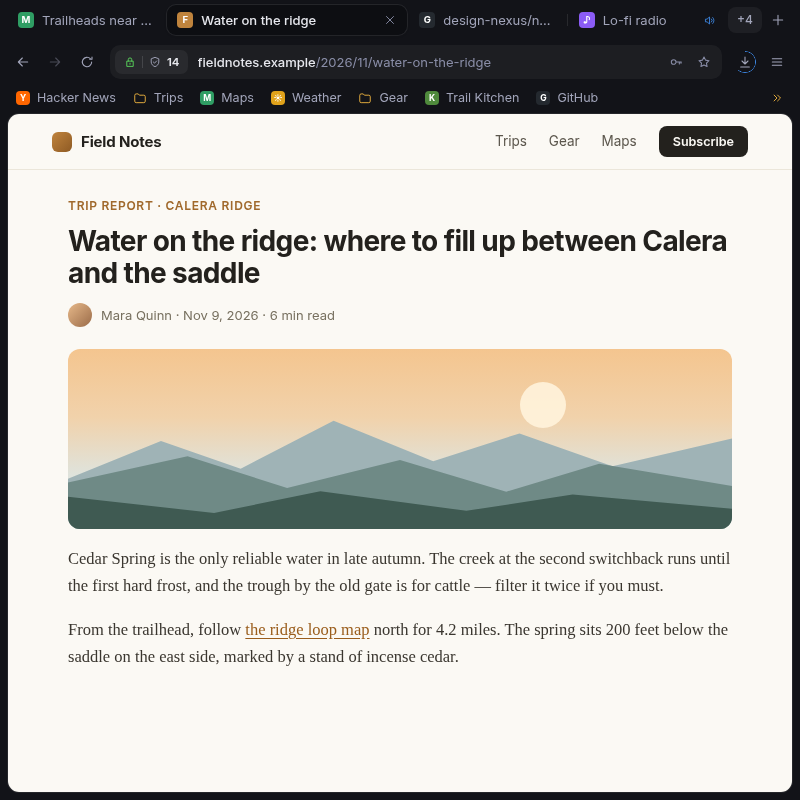 M Trailheads near ...
F Water on the ridge
G design-nexus/n...
Lo-fi radio
+4
14 fieldnotes.example/2026/11/water-on-the-ridge
Y Hacker News
Trips
M Maps
Weather
Gear
K Trail Kitchen
G GitHub
Field Notes
Trips
Gear
Maps
Subscribe
TRIP REPORT · CALERA RIDGE
Water on the ridge: where to fill up between Calera
and the saddle
Mara Quinn · Nov 9, 2026 · 6 min read
Cedar Spring is the only reliable water in late autumn. The creek at the second switchback runs until
the first hard frost, and the trough by the old gate is for cattle — filter it twice if you must.
From the trailhead, follow the ridge loop map north for 4.2 miles. The spring sits 200 feet below the
saddle on the east side, marked by a stand of incense cedar.